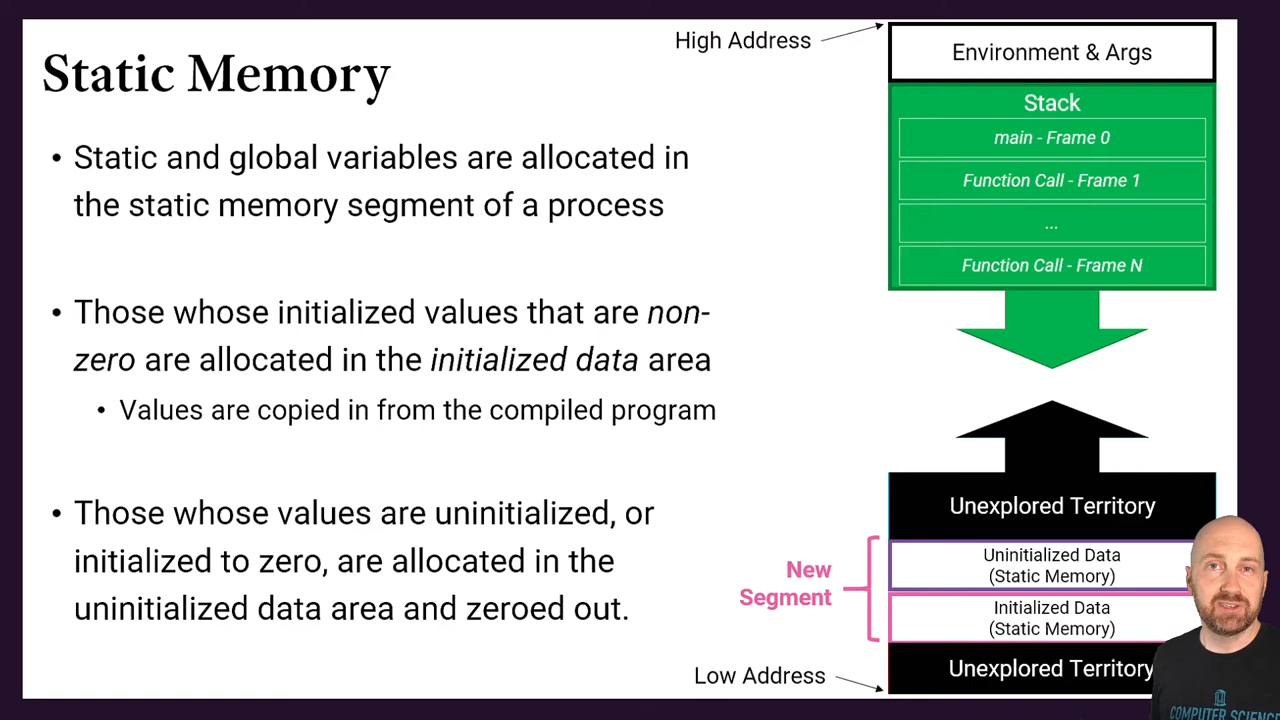 Static Memory
• Static and global variables are allocated in
the static memory segment of a process
• Those whose initialized values that are non-
zero are allocated in the initialized data area
• Values are copied in from the compiled program
• Those whose values are uninitialized, or
initialized to zero, are allocated in the
uninitialized data area and zeroed out.
High Address
Environment & Args
Stack
main - Frame 0
Function Call - Frame 1
...
Function Call - Frame N
Unexplored Territory
New
Segment
Uninitialized Data
(Static Memory)
Initialized Data
(Static Memory)
Low Address
Unexplored Territory
COMPUTER SCIENCE